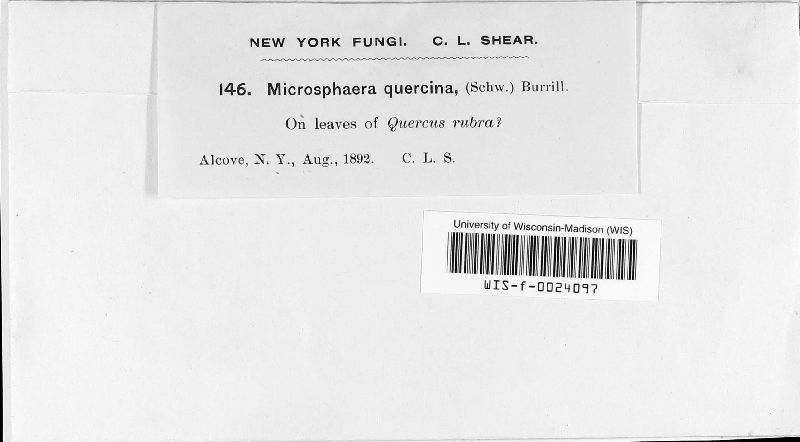 NEW YORK FUNGI. C. L. SHEAR.
146. Microsphaera quercina, (Schw.) Burrill.
On leaves of Quercus rubra?
Alcove, N. Y., Aug., 1892. C. L. S.
University of Wisconsin-Madison (WIS)
WIS-f-0024097